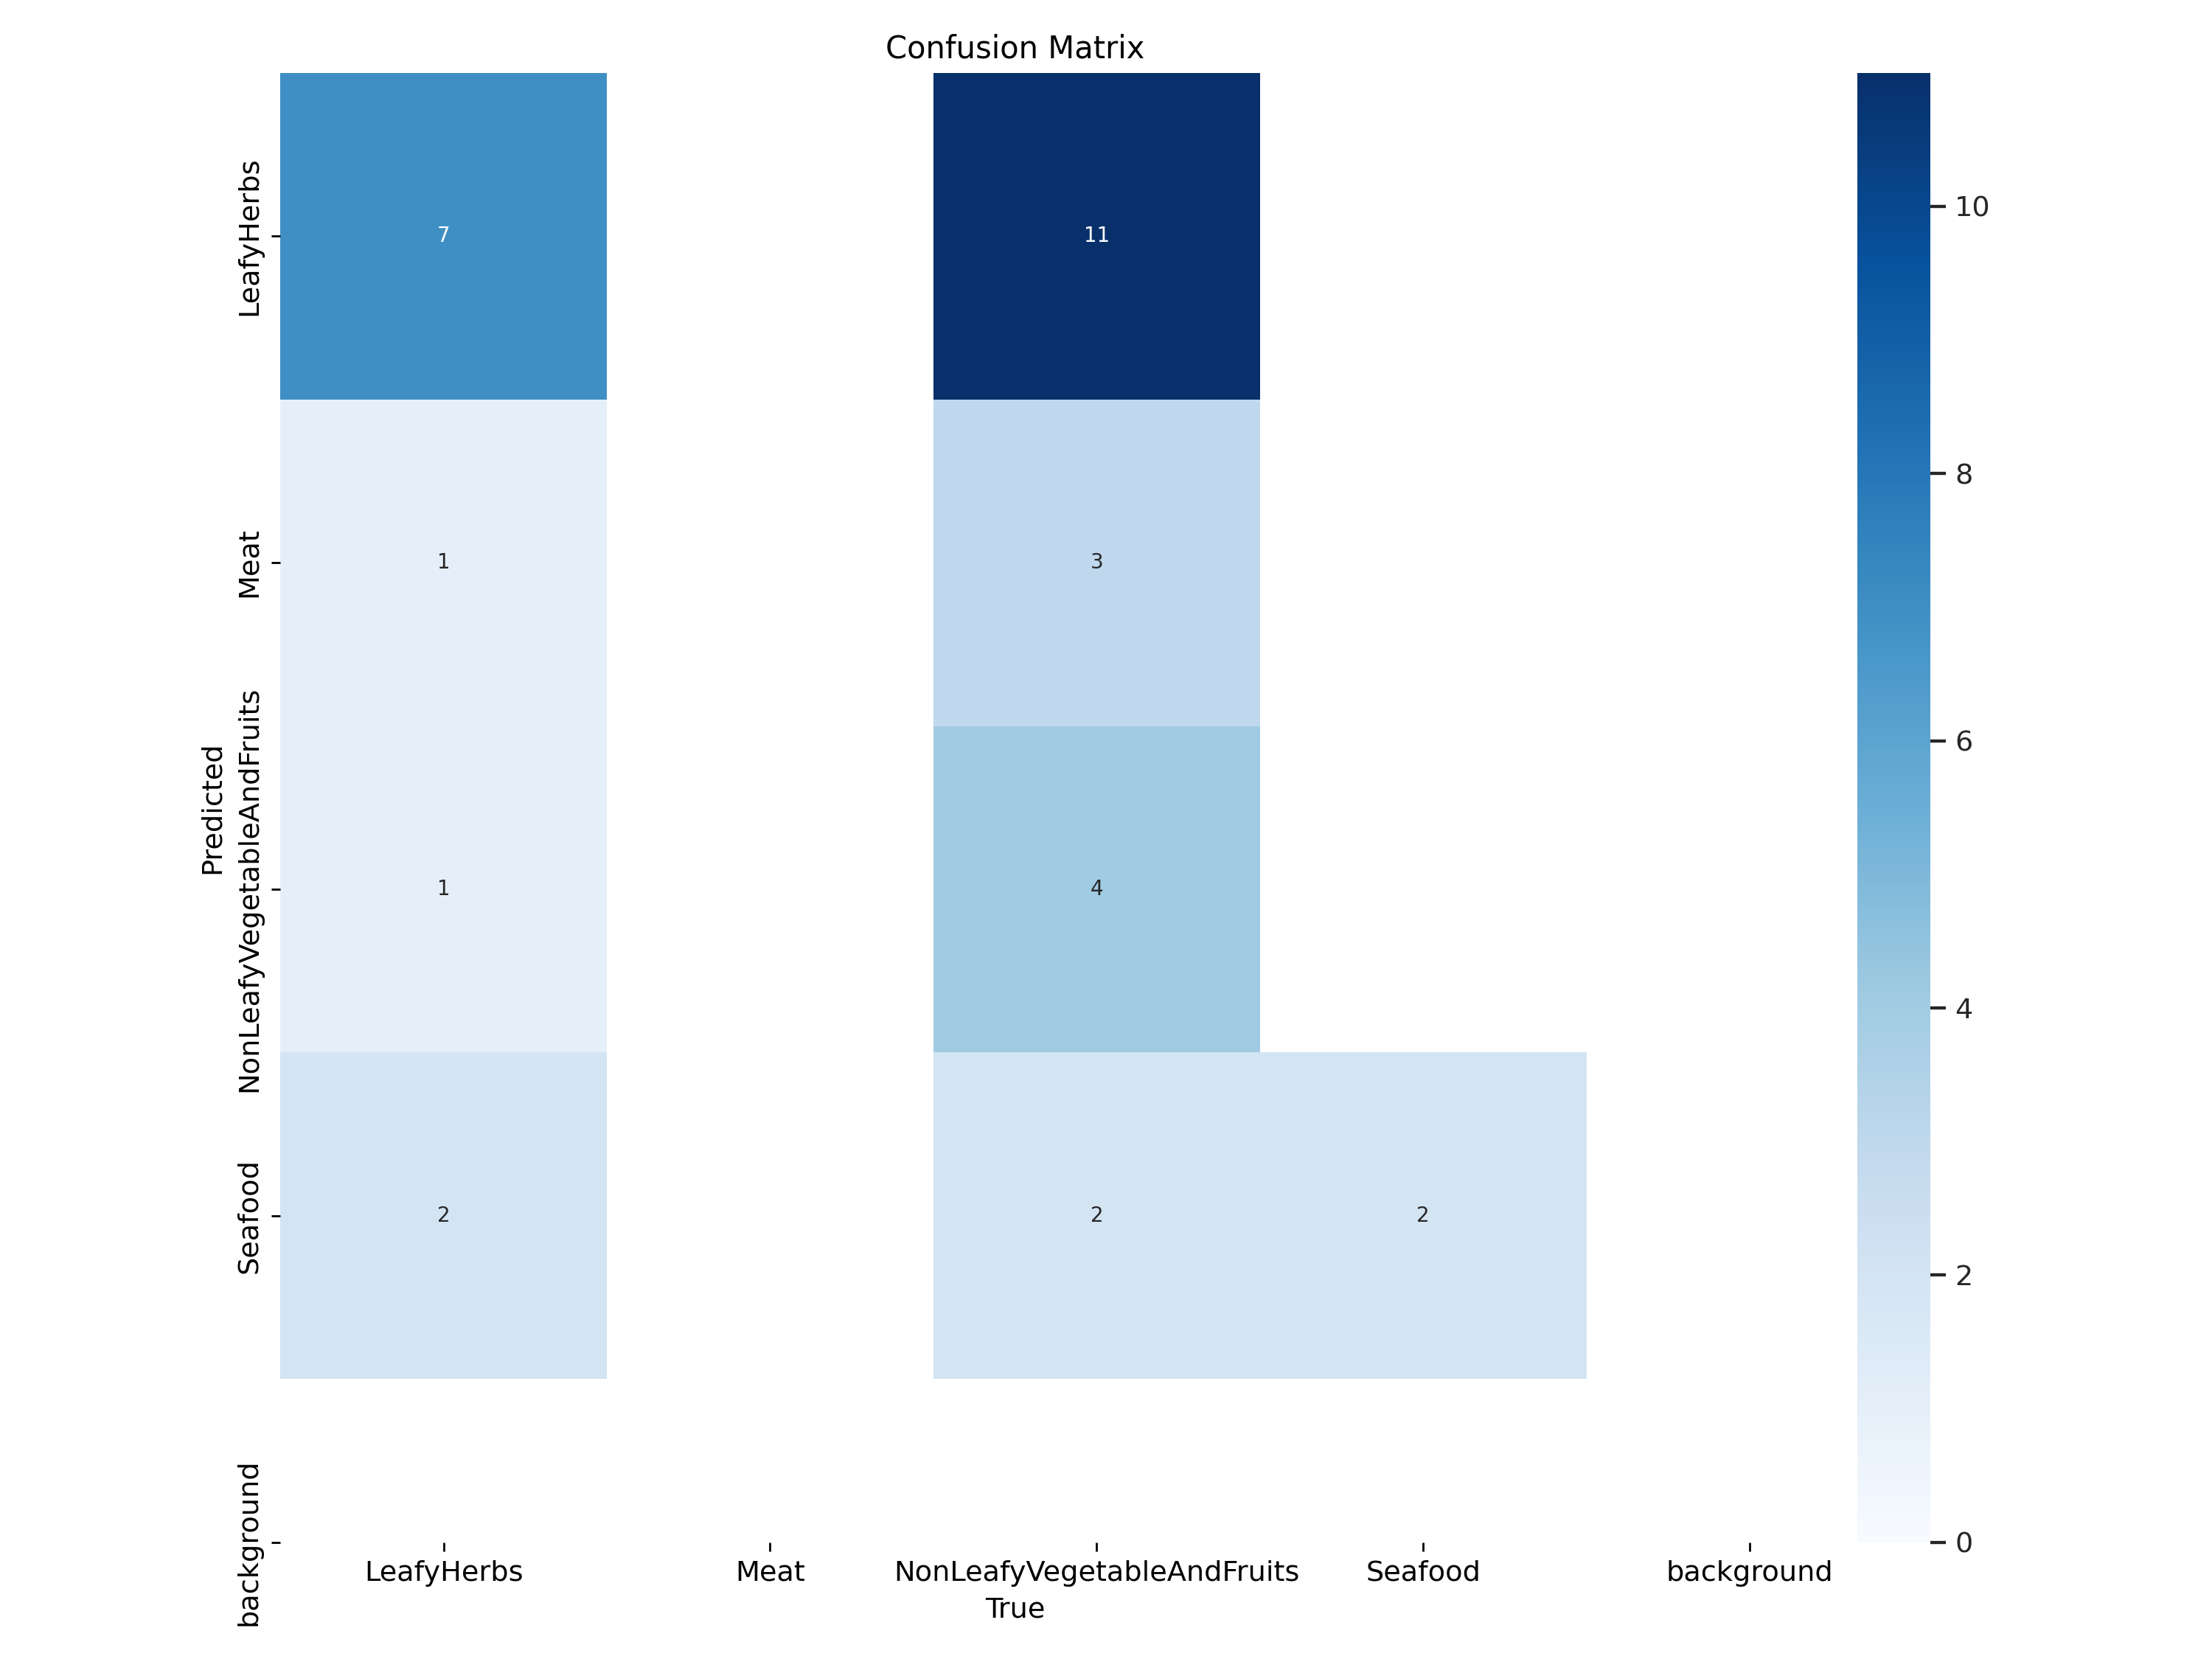 Confusion Matrix
LeafyHerbs
7
11
10
8
Meat
1
3
6
Predicted
NonLeafyVegetableAndFruits
1
4
4
Seafood
2
2
2
2
background
0
LeafyHerbs
Meat
NonLeafyVegetableAndFruits
Seafood
background
True